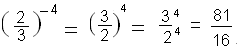 (2/3)^-4 = (3/2)^4 = 3^4/2^4 = 81/16